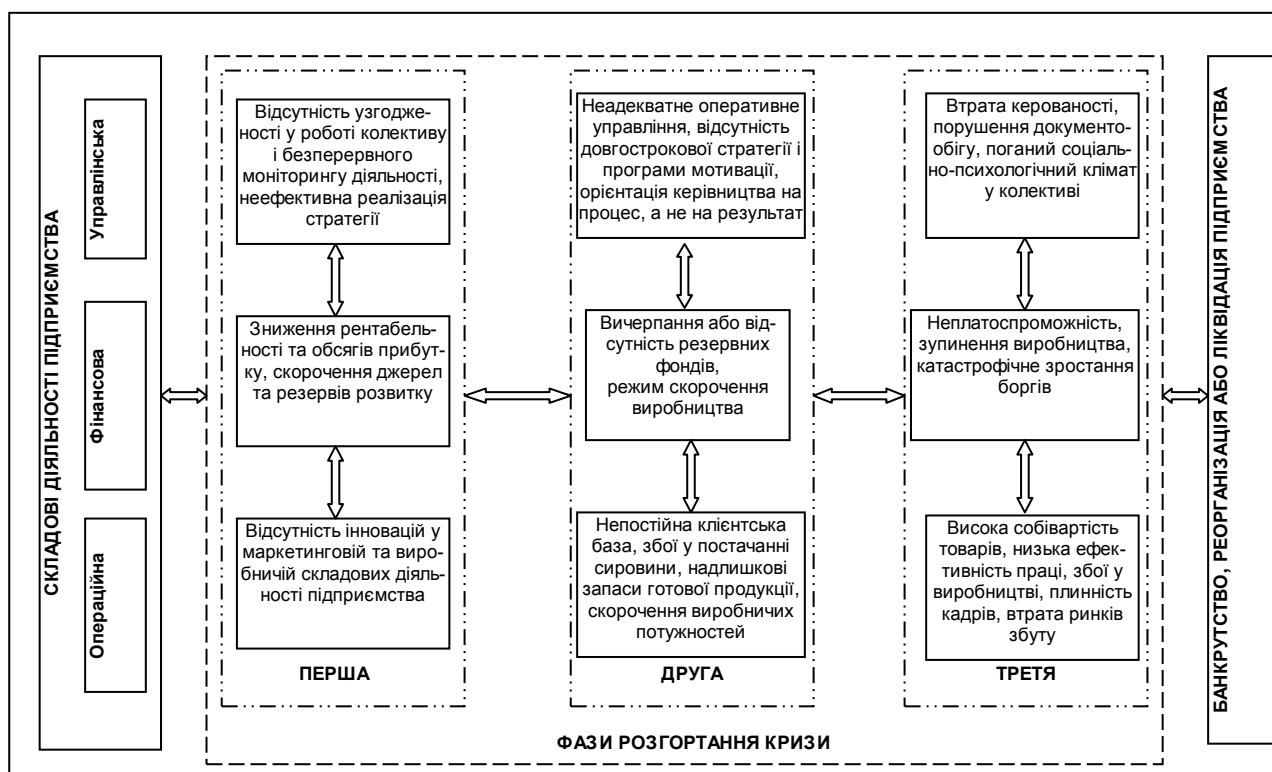 СКЛАДОВІ ДІЯЛЬНОСТІ ПІДПРИЄМСТВА
Управлінська
Фінансова
Операційна
Відсутність узгодже-
ності у роботі колективу
і безперервного
моніторингу діяльності,
неефективна реалізація
стратегії
Зниження рентабель-
ності та обсягів прибут-
ку, скорочення джерел
та резервів розвитку
Відсутність інновацій у
маркетинговій та виро-
бничій складових діяль-
ності підприємства
ПЕРША
Неадекватне оперативне
управління, відсутність
довгострокової стратегії і
програми мотивації,
орієнтація керівництва на
процес, а не на результат
Вичерпання або від-
сутність резервних
фондів,
режим скорочення
виробництва
Непостійна клієнтська
база, збої у постачанні
сировини, надлишкові
запаси готової продукції,
скорочення виробничих
потужностей
ДРУГА
Втрата керованості,
порушення документо-
обігу, поганий соціаль-
но-психологічний клімат
у колективі
Неплатоспроможність,
зупинення виробництва,
катастрофічне зростання
боргів
Висока собівартість
товарів, низька ефек-
тивність праці, збої у
виробництві, плинність
кадрів, втрата ринків
збуту
ТРЕТЯ
ФАЗИ РОЗГОРТАННЯ КРИЗИ
БАНКРУТСТВО, РЕОРГАНІЗАЦІЯ АБО ЛІКВІДАЦІЯ ПІДПРИЄМСТВА